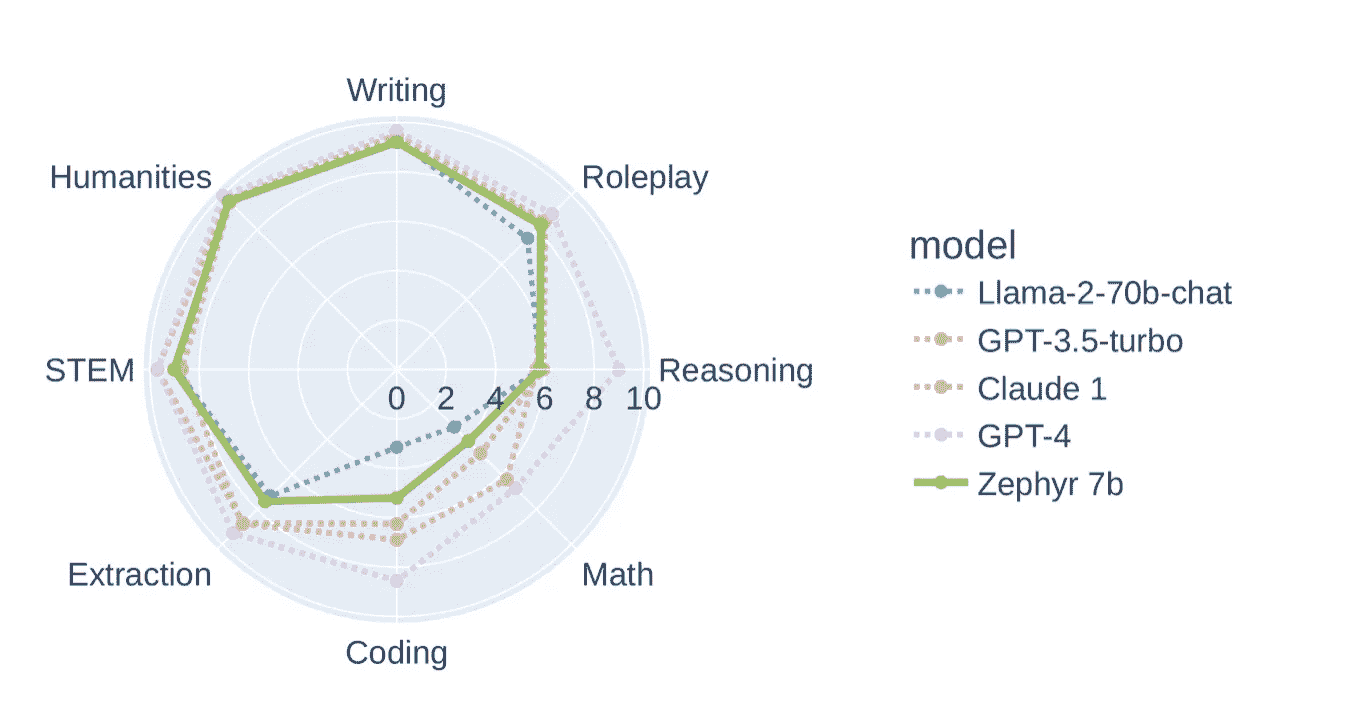 Writing
Humanities
Roleplay
STEM
0 2 4 6 8 10
Reasoning
Extraction
Math
Coding
model
Llama-2-70b-chat
GPT-3.5-turbo
Claude 1
GPT-4
Zephyr 7b